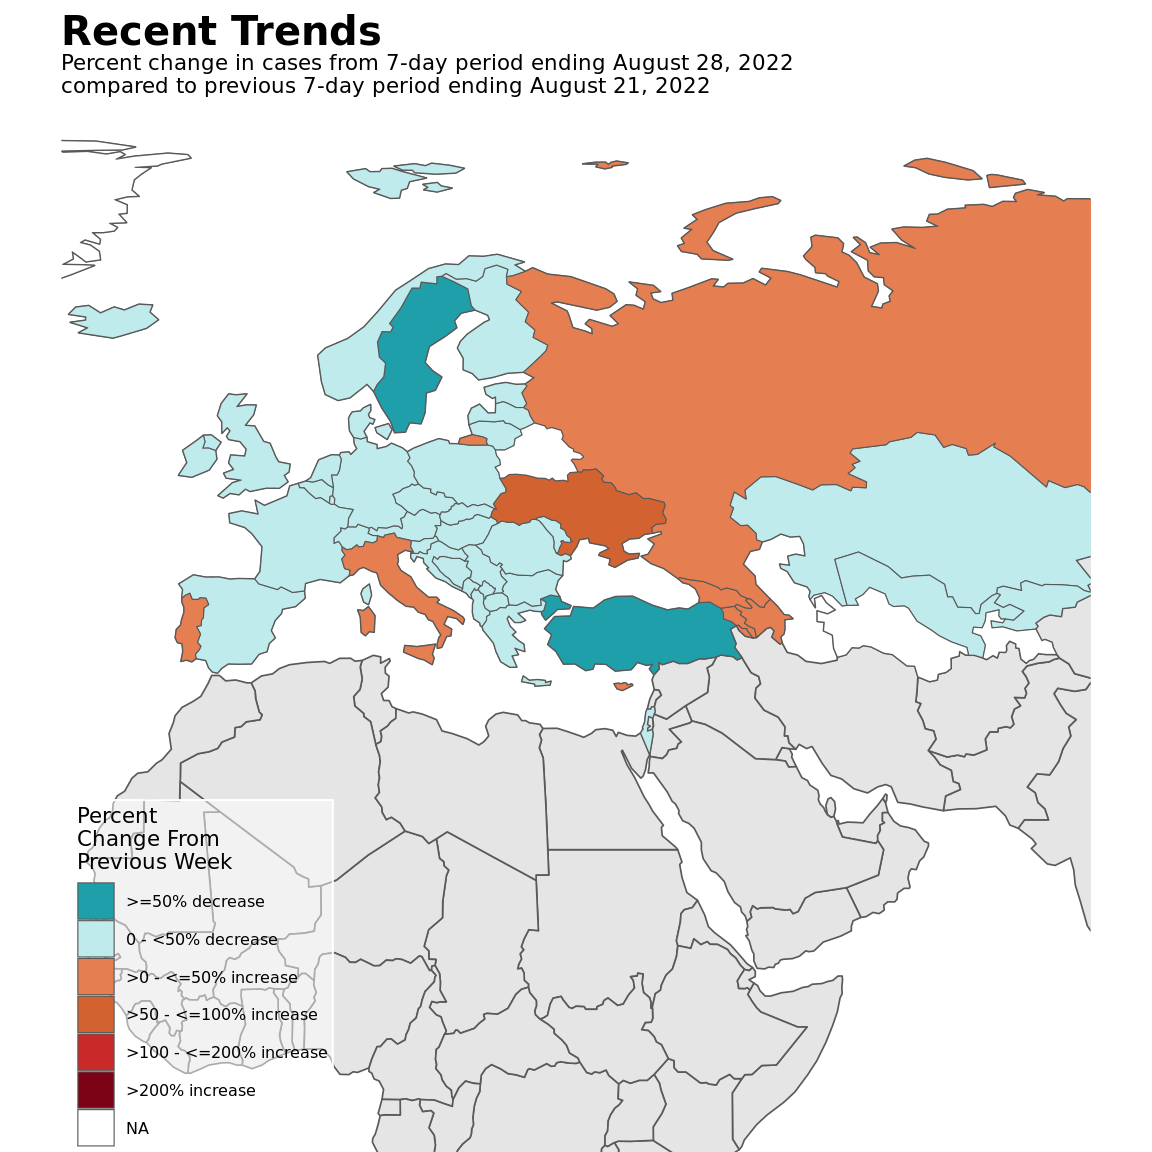 Recent Trends
Percent change in cases from 7-day period ending August 28, 2022
compared to previous 7-day period ending August 21, 2022
Percent
Change From
Previous Week
>=50% decrease
0 - <50% decrease
>0 - <=50% increase
>50 - <=100% increase
>100 - <=200% increase
>200% increase
NA